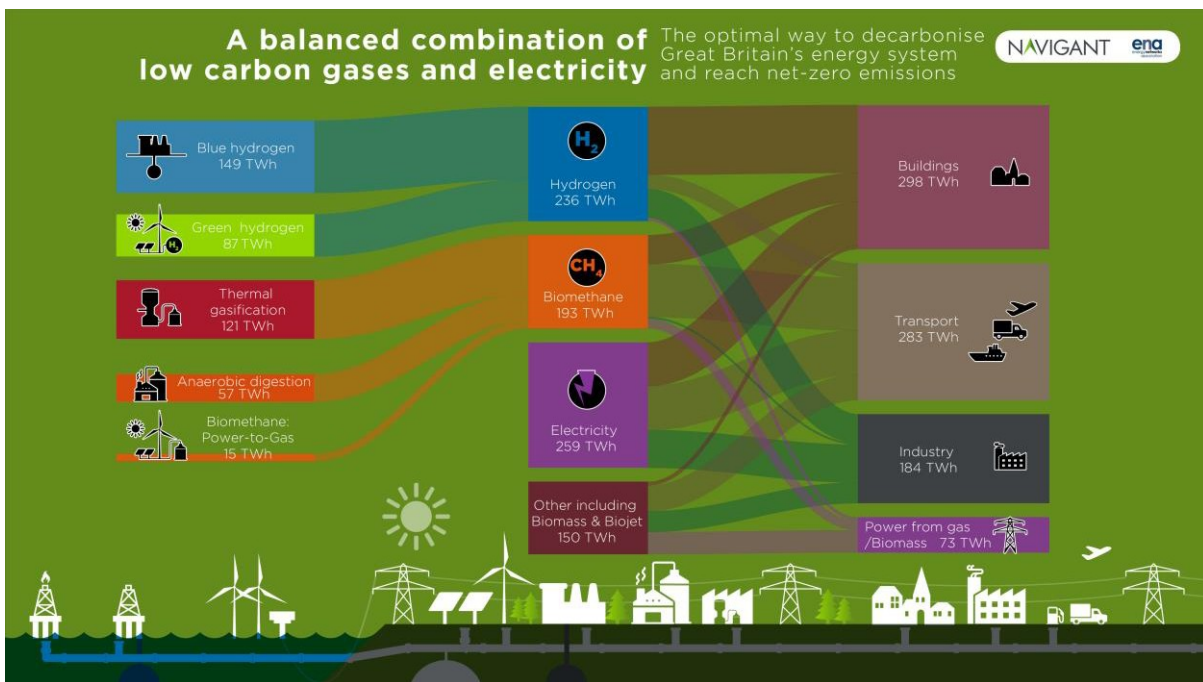 A balanced combination of
low carbon gases and electricity
The optimal way to decarbonise
Great Britain's energy system
and reach net-zero emissions
NAVIGANT
ena
Blue hydrogen
149 TWh
Green hydrogen
87 TWh
H2
Thermal
gasification
121 TWh
Anaerobic digestion
57 TWh
Biomethane:
Power-to-Gas
15 TWh
H2
Hydrogen
236 TWh
CH4
Biomethane
193 TWh
Electricity
259 TWh
Other including
Biomass & Biojet
150 TWh
Buildings
298 TWh
Transport
283 TWh
Industry
184 TWh
Power from gas
/Biomass 73 TWh